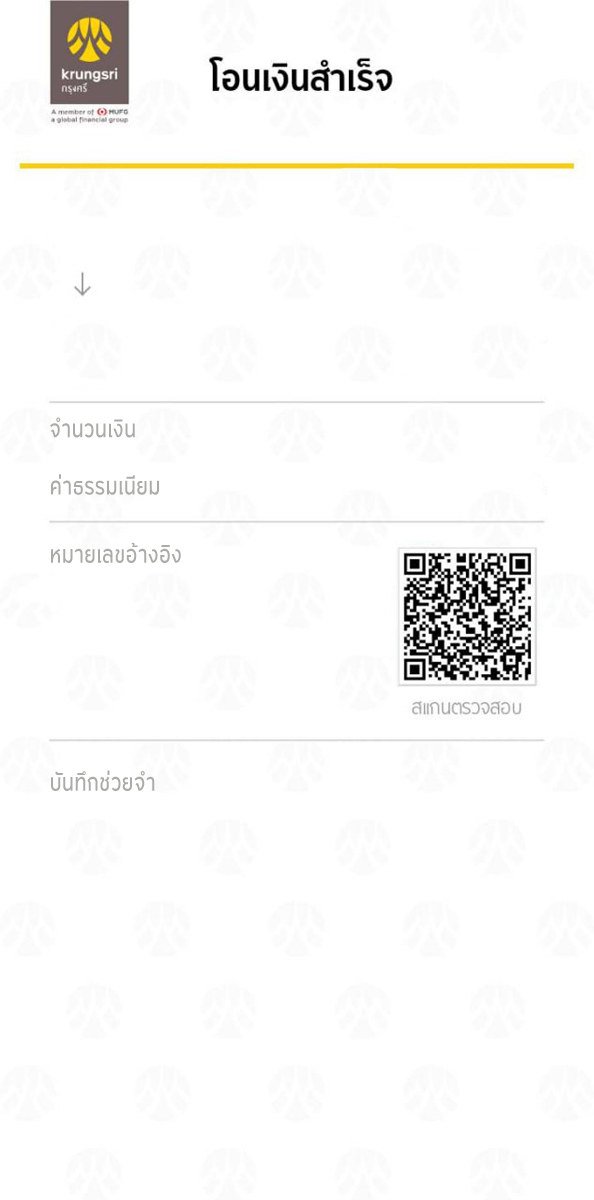 krungsri
กรุงศรี
A member of MUFG
a global financial group
โอนเงินสำเร็จ
จำนวนเงิน
ค่าธรรมเนียม
หมายเลขอ้างอิง
สแกนตรวจสอบ
บันทึกช่วยจำ